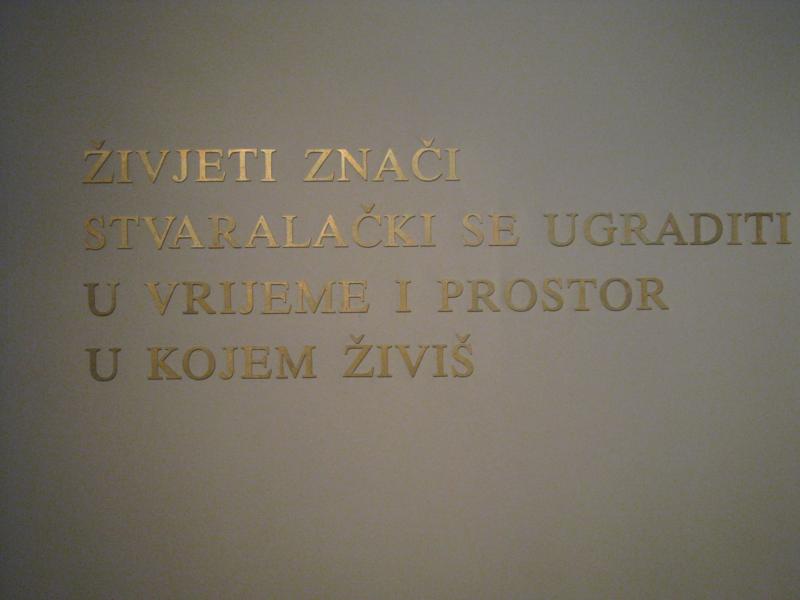 ŽIVJETI ZNAČI
STVARALAČKI SE UGRADITI
U VRIJEME I PROSTOR
U KOJEM ŽIVIŠ